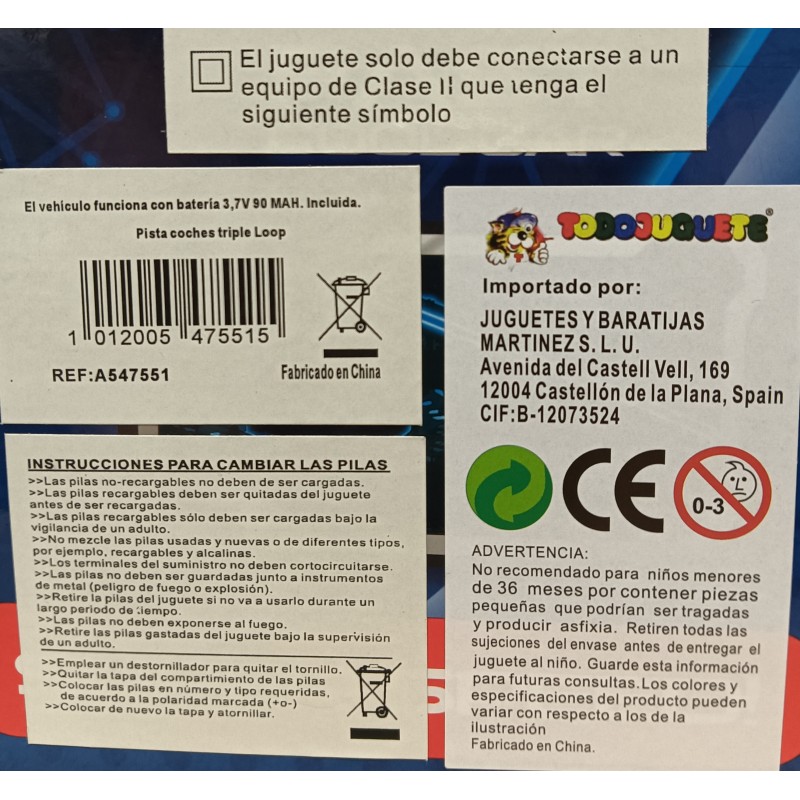 El juguete solo debe conectarse a un
equipo de Clase II que tenga el
siguiente símbolo
El vehículo funciona con batería 3,7V 90 MAH. Incluida.
Pista coches triple Loop
1 012005 475515
REF:A547551
Fabricado en China
TODOJUGUETE®
Importado por:
JUGUETES Y BARATIJAS
MARTINEZ S. L. U.
Avenida del Castell Vell, 169
12004 Castellón de la Plana, Spain
CIF:B-12073524
CE
0-3
ADVERTENCIA:
No recomendado para niños menores
de 36 meses por contener piezas
pequeñas que podrían ser tragadas
y producir asfixia. Retiren todas las
sujeciones del envase antes de entregar el
juguete al niño. Guarde esta información
para futuras consultas.Los colores y
especificaciones del producto pueden
variar con respecto a los de la
ilustración
Fabricado en China.
INSTRUCCIONES PARA CAMBIAR LAS PILAS
>>Las pilas no-recargables no deben de ser cargadas.
>>Las pilas recargables deben ser quitadas del juguete
antes de ser recargadas.
>>Las pilas recargables sólo deben ser cargadas bajo la
vigilancia de un adulto.
>>No mezcle las pilas usadas y nuevas o de diferentes tipos,
por ejemplo, recargables y alcalinas.
>>Los terminales del suministro no deben cortocircuitarse.
>>Las pilas no deben ser guardadas junto a instrumentos
de metal (peligro de fuego o explosión).
>>Retire la pilas del juguete si no va a usarlo durante un
largo periodo de tiempo.
>>Las pilas no deben exponerse al fuego.
>>Retire las pilas gastadas del juguete bajo la supervisión
de un adulto.
>>Emplear un destornillador para quitar el tornillo.
>>Quitar la tapa del compartimiento de las pilas
>>Colocar las pilas en número y tipo requeridas,
de acuerdo a la polaridad marcada (+o-)
>>Colocar de nuevo la tapa y atornillar.